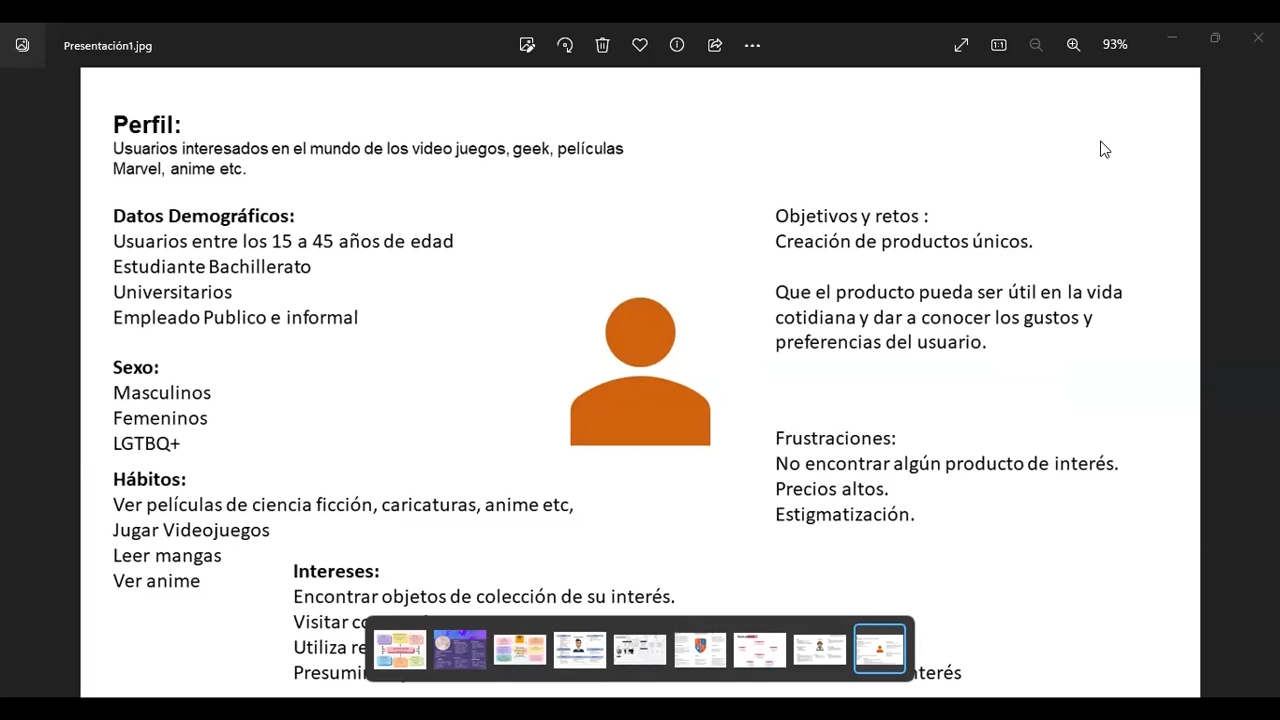 Presentación1.jpg
93%
Perfil:
Usuarios interesados en el mundo de los video juegos, geek, películas
Marvel, anime etc.
Datos Demográficos:
Usuarios entre los 15 a 45 años de edad
Estudiante Bachillerato
Universitarios
Empleado Publico e informal
Sexo:
Masculinos
Femeninos
LGTBQ+
Hábitos:
Ver películas de ciencia ficción, caricaturas, anime etc,
Jugar Videojuegos
Leer mangas
Ver anime
Intereses:
Encontrar objetos de colección de su interés.
Visitar
Utiliza
Objetivos y retos :
Creación de productos únicos.
Que el producto pueda ser útil en la vida
cotidiana y dar a conocer los gustos y
preferencias del usuario.
Frustraciones:
No encontrar algún producto de interés.
Precios altos.
Estigmatización.